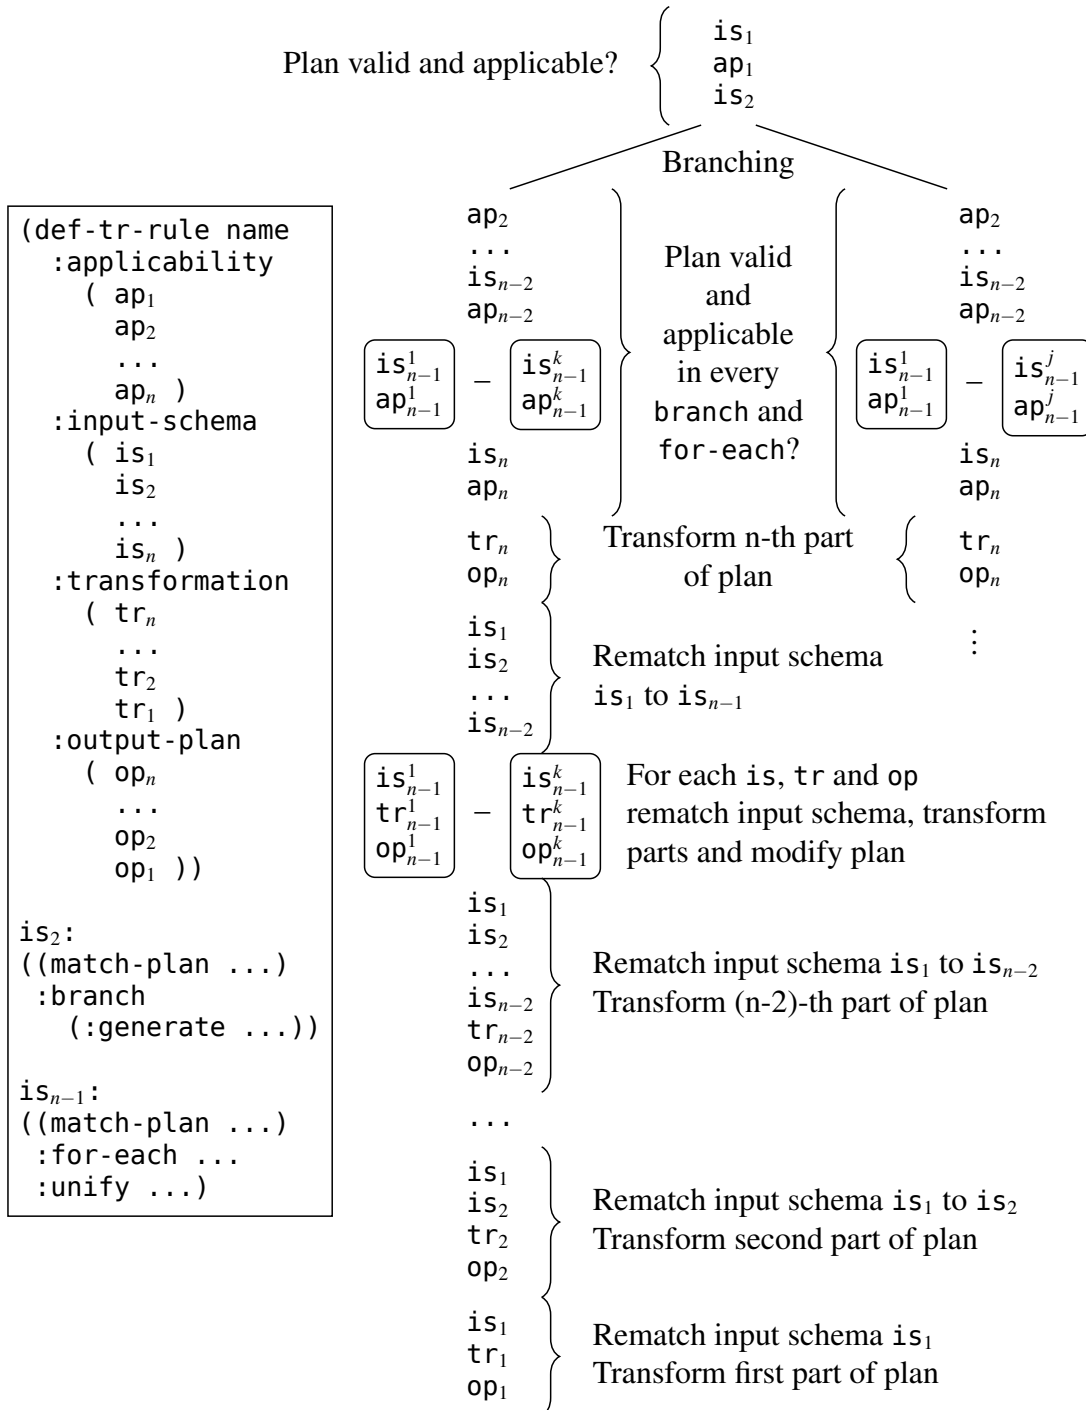 Plan valid and applicable?
is₁
ap₁
is₂
Branching
(def-tr-rule name
  :applicability
    ( ap₁
      ap₂
      ...
      apₙ )
  :input-schema
    ( is₁
      is₂
      ...
      isₙ )
  :transformation
    ( trₙ
      ...
      tr₂
      tr₁ )
  :output-plan
    ( opₙ
      ...
      op₂
      op₁ ))
is₂:
((match-plan ...)
 :branch
   (:generate ...))
isₙ₋₁:
((match-plan ...)
 :for-each ...
 :unify ...)
ap₂
...
isₙ₋₂
apₙ₋₂
is¹ₙ₋₁ – isᵏₙ₋₁
ap¹ₙ₋₁ apᵏₙ₋₁
isₙ
apₙ
Plan valid
and
applicable
in every
branch and
for-each?
ap₂
...
isₙ₋₂
apₙ₋₂
is¹ₙ₋₁ – isʲₙ₋₁
ap¹ₙ₋₁ apʲₙ₋₁
isₙ
apₙ
trₙ
opₙ
Transform n-th part
of plan
trₙ
opₙ
⋮
is₁
is₂
...
isₙ₋₂
Rematch input schema
is₁ to isₙ₋₁
is¹ₙ₋₁ – isᵏₙ₋₁
tr¹ₙ₋₁ trᵏₙ₋₁
op¹ₙ₋₁ opᵏₙ₋₁
For each is, tr and op
rematch input schema, transform
parts and modify plan
is₁
is₂
...
isₙ₋₂
trₙ₋₂
opₙ₋₂
Rematch input schema is₁ to isₙ₋₂
Transform (n-2)-th part of plan
...
is₁
is₂
tr₂
op₂
Rematch input schema is₁ to is₂
Transform second part of plan
is₁
tr₁
op₁
Rematch input schema is₁
Transform first part of plan